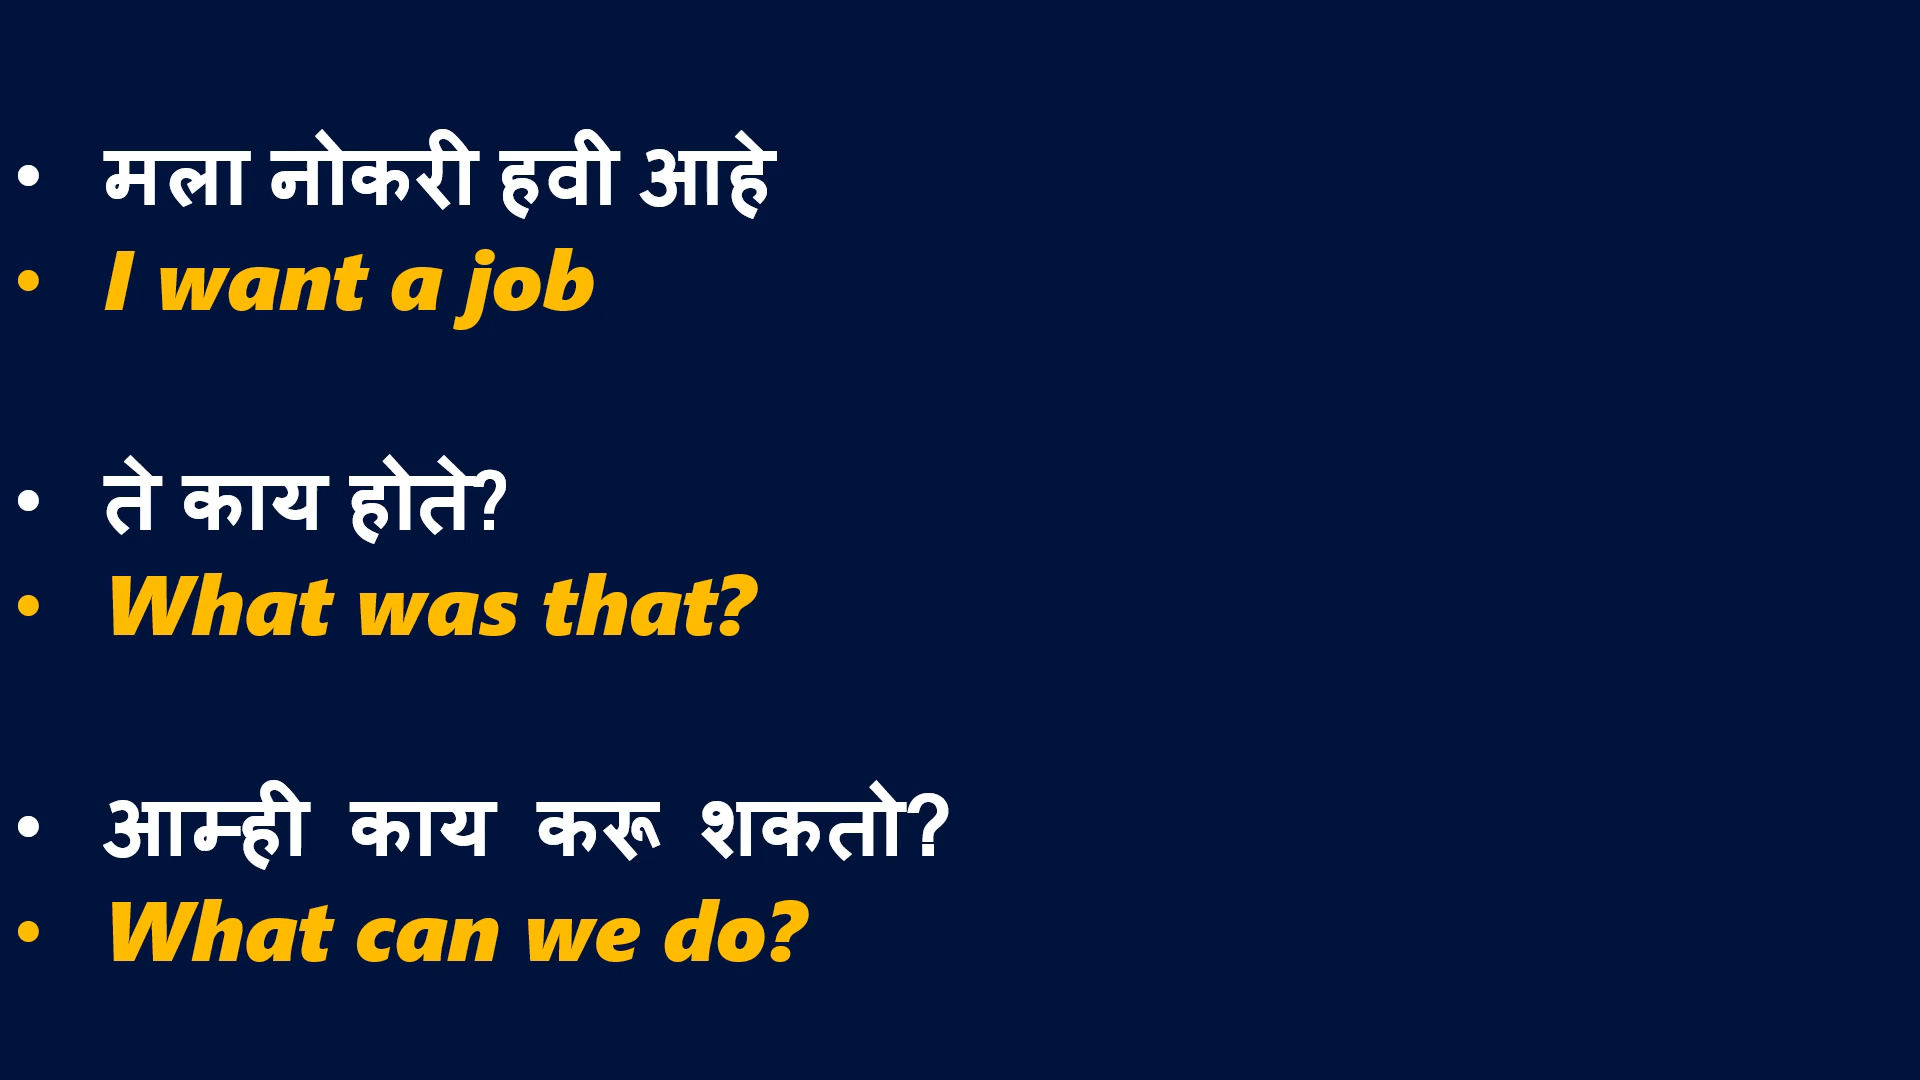 • मला नोकरी हवी आहे
• I want a job
• ते काय होते?
• What was that?
• आम्ही काय करू शकतो?
• What can we do?